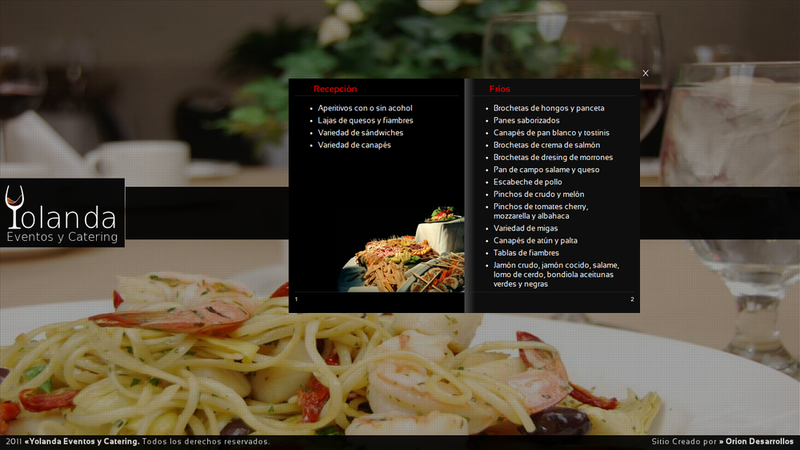 X
Recepción
Aperitivos con o sin acohol
Lajas de quesos y fiambres
Variedad de sándwiches
Variedad de canapés
1
Fríos
Brochetas de hongos y panceta
Panes saborizados
Canapés de pan blanco y tostinis
Brochetas de crema de salmón
Brochetas de dresing de morrones
Pan de campo salame y queso
Escabeche de pollo
Pinchos de crudo y melón
Pinchos de tomates cherry,
mozzarella y albahaca
Variedad de migas
Canapés de atún y palta
Tablas de fiambres
Jamón crudo, jamón cocido, salame,
lomo de cerdo, bondiola aceitunas
verdes y negras
2
Yolanda
Eventos y Catering
2011 «Yolanda Eventos y Catering. Todos los derechos reservados.
Sitio Creado por » Orion Desarrollos